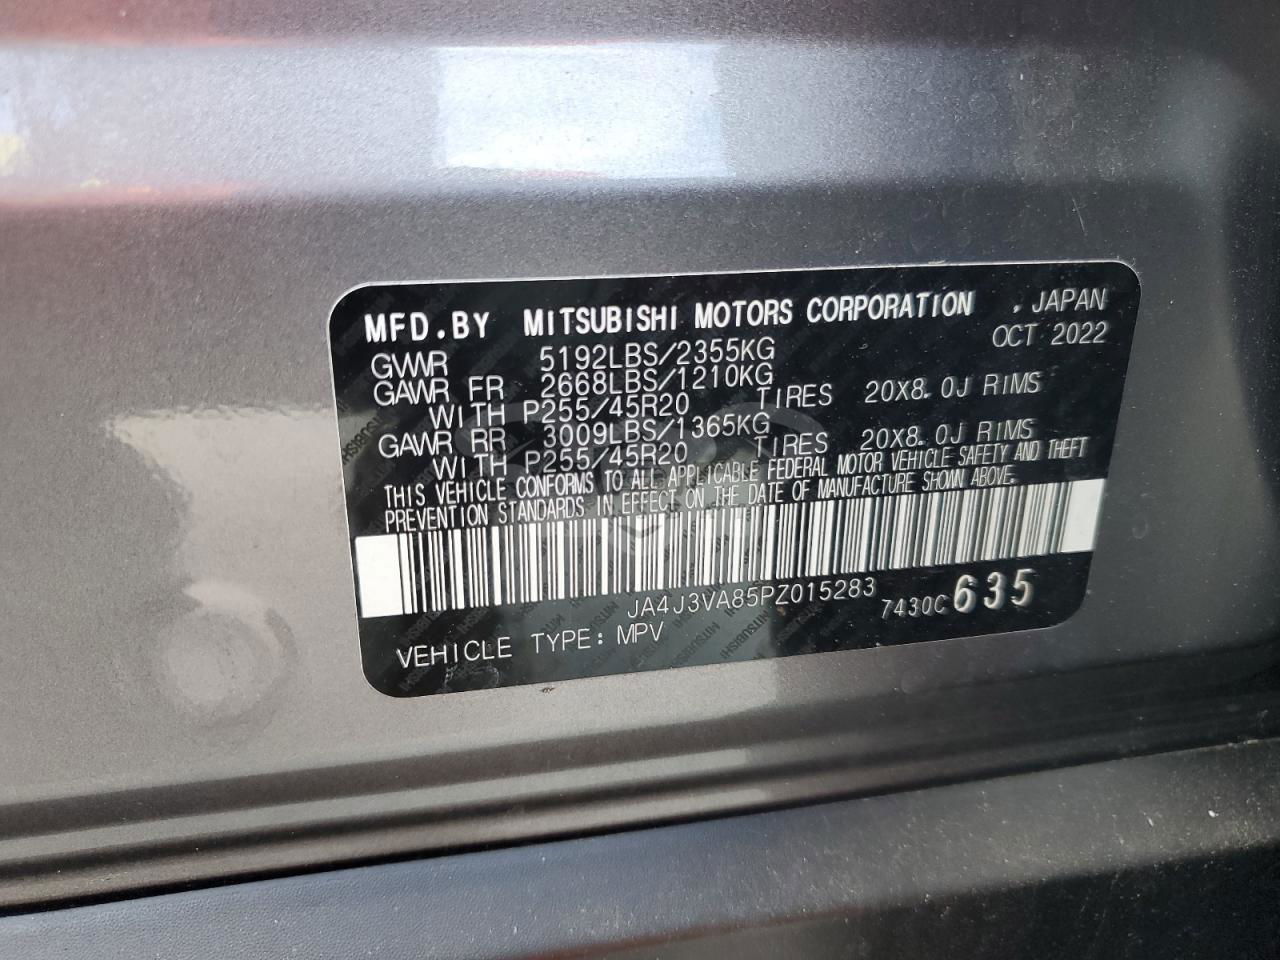 MFD.BY MITSUBISHI MOTORS CORPORATION , JAPAN
OCT 2022
GVWR 5192LBS/2355KG
GAWR FR 2668LBS/1210KG
WITH P255/45R20 TIRES 20X8.0J RIMS
GAWR RR 3009LBS/1365KG
WITH P255/45R20 TIRES 20X8.0J RIMS
THIS VEHICLE CONFORMS TO ALL APPLICABLE FEDERAL MOTOR VEHICLE SAFETY AND THEFT
PREVENTION STANDARDS IN EFFECT ON THE DATE OF MANUFACTURE SHOWN ABOVE.
JA4J3VA85PZ015283 7430C 635
VEHICLE TYPE: MPV